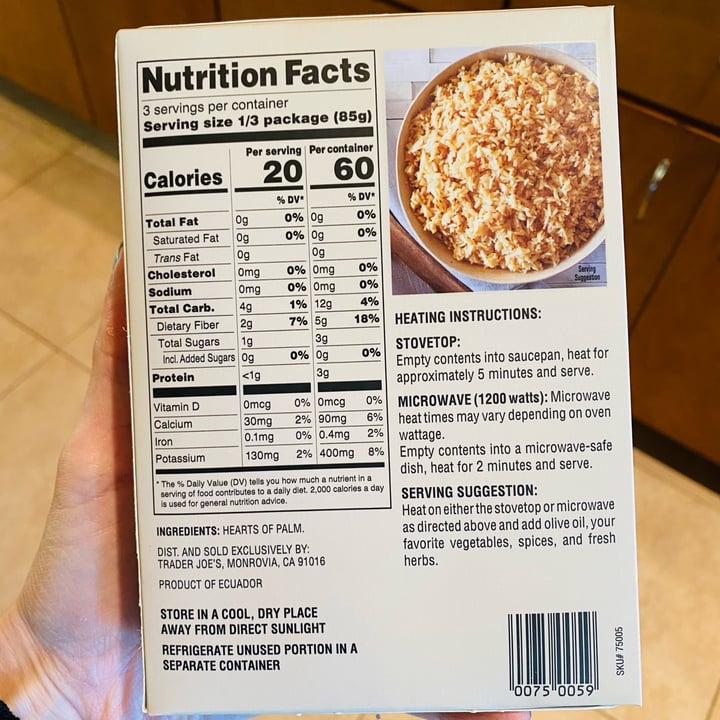 Nutrition Facts
3 servings per container
Serving size 1/3 package (85g)
Per serving Per container
Calories 20 60
% DV* % DV*
Total Fat 0g 0% 0g 0%
Saturated Fat 0g 0% 0g 0%
Trans Fat 0g 0g
Cholesterol 0mg 0% 0mg 0%
Sodium 0mg 0% 0mg 0%
Total Carb. 4g 1% 12g 4%
Dietary Fiber 2g 7% 5g 18%
Total Sugars 1g 3g
Incl. Added Sugars 0g 0% 0g 0%
Protein <1g 3g
Vitamin D 0mcg 0% 0mcg 0%
Calcium 30mg 2% 90mg 6%
Iron 0.1mg 0% 0.4mg 2%
Potassium 130mg 2% 400mg 8%
* The % Daily Value (DV) tells you how much a nutrient in a
serving of food contributes to a daily diet. 2,000 calories a day
is used for general nutrition advice.
INGREDIENTS: HEARTS OF PALM.
DIST. AND SOLD EXCLUSIVELY BY:
TRADER JOE'S, MONROVIA, CA 91016
PRODUCT OF ECUADOR
STORE IN A COOL, DRY PLACE
AWAY FROM DIRECT SUNLIGHT
REFRIGERATE UNUSED PORTION IN A
SEPARATE CONTAINER
Serving
Suggestion
HEATING INSTRUCTIONS:
STOVETOP:
Empty contents into saucepan, heat for
approximately 5 minutes and serve.
MICROWAVE (1200 watts): Microwave
heat times may vary depending on oven
wattage.
Empty contents into a microwave-safe
dish, heat for 2 minutes and serve.
SERVING SUGGESTION:
Heat on either the stovetop or microwave
as directed above and add olive oil, your
favorite vegetables, spices, and fresh
herbs.
0075 0059
SKU# 75005